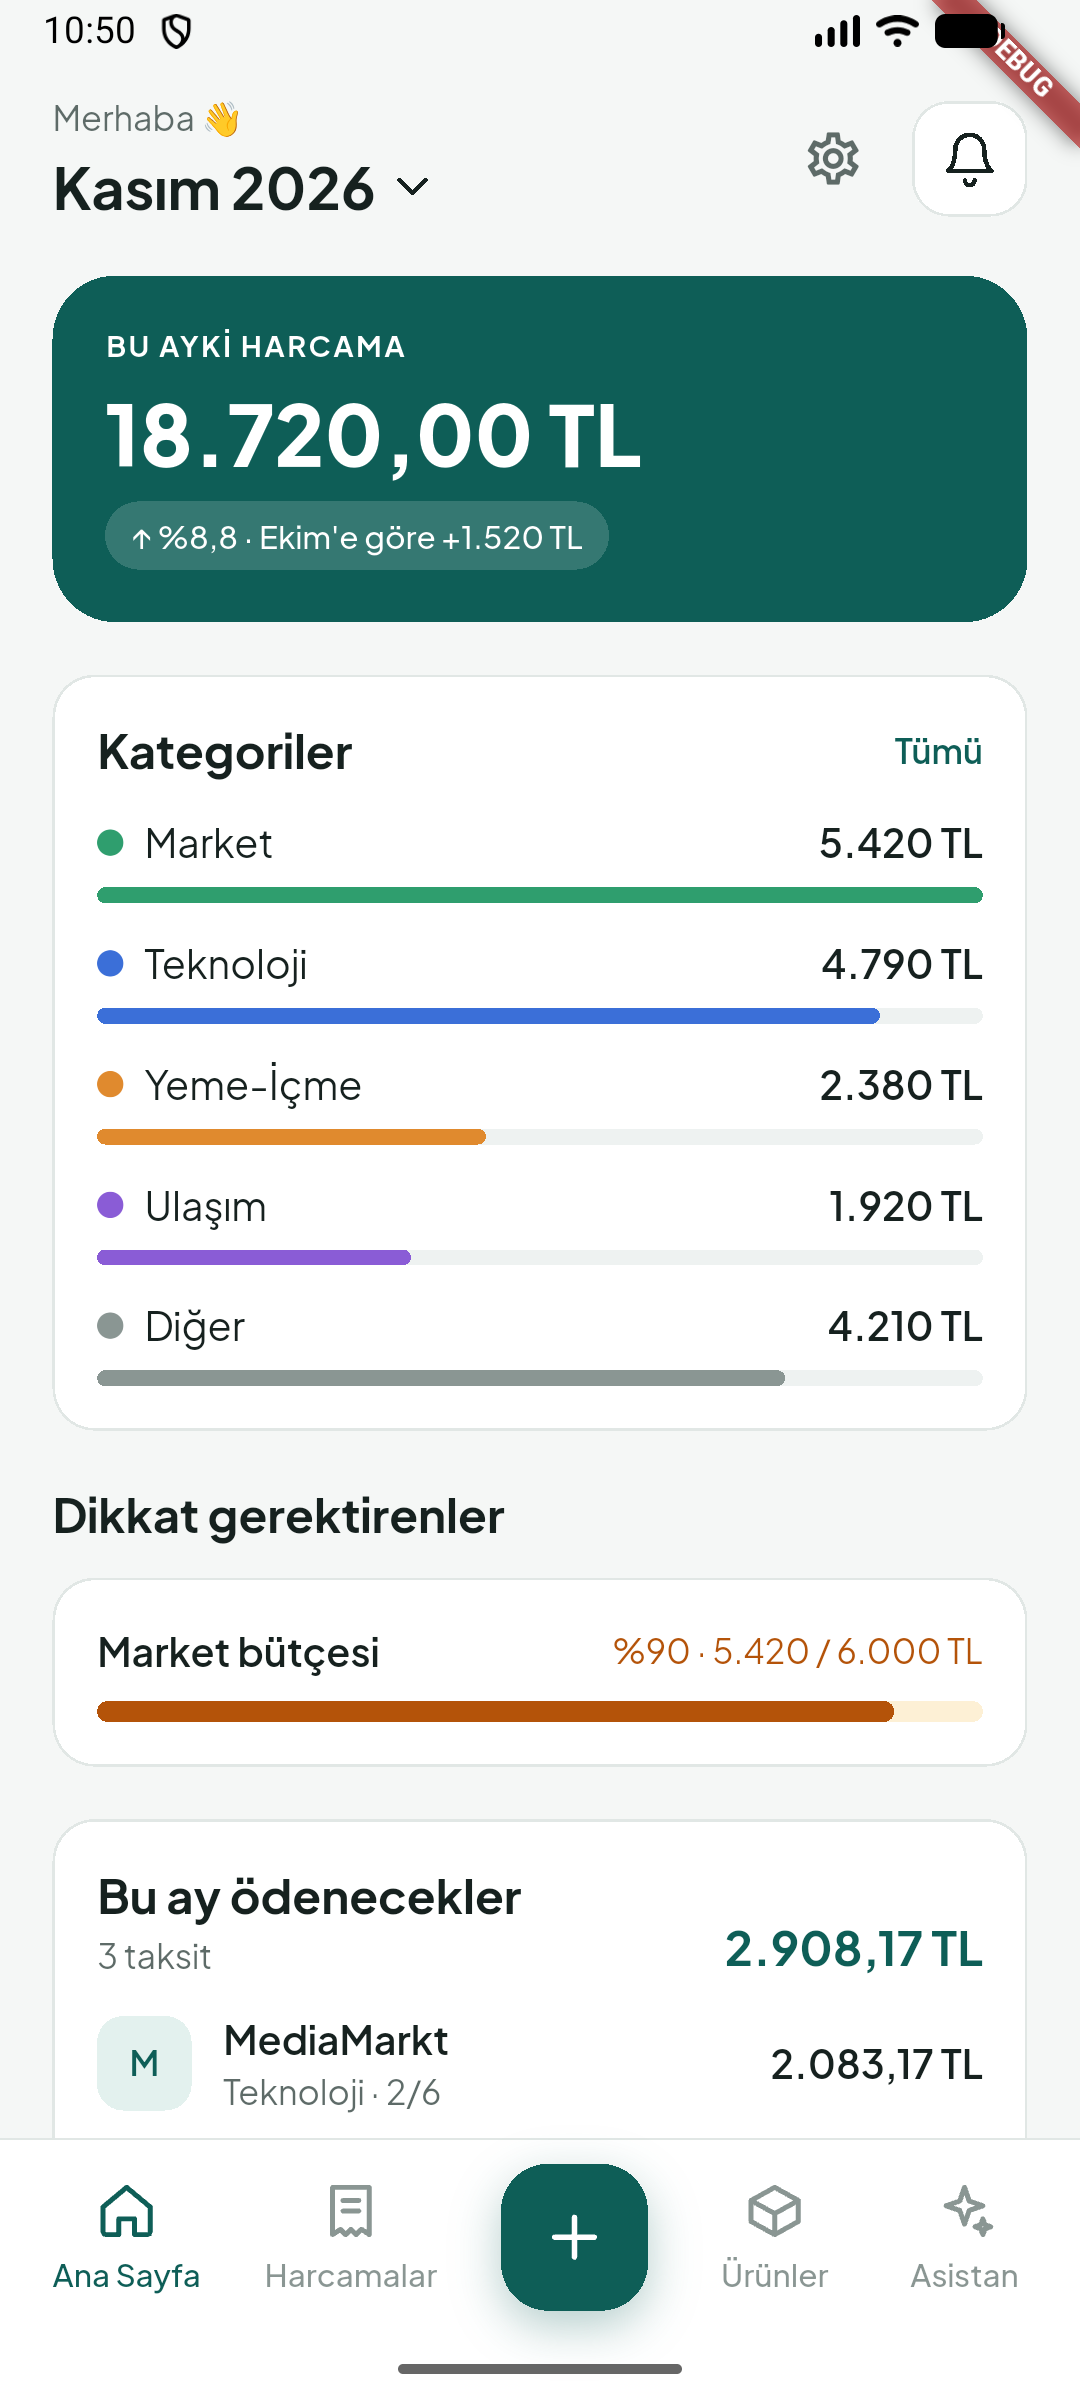 10:50
EBUG
Merhaba 👋
Kasım 2026
BU AYKİ HARCAMA
18.720,00 TL
↑ %8,8 · Ekim'e göre +1.520 TL
Kategoriler
Tümü
Market
5.420 TL
Teknoloji
4.790 TL
Yeme-İçme
2.380 TL
Ulaşım
1.920 TL
Diğer
4.210 TL
Dikkat gerektirenler
Market bütçesi
%90 · 5.420 / 6.000 TL
Bu ay ödenecekler
3 taksit
2.908,17 TL
M
MediaMarkt
Teknoloji · 2/6
2.083,17 TL
Ana Sayfa
Harcamalar
Ürünler
Asistan